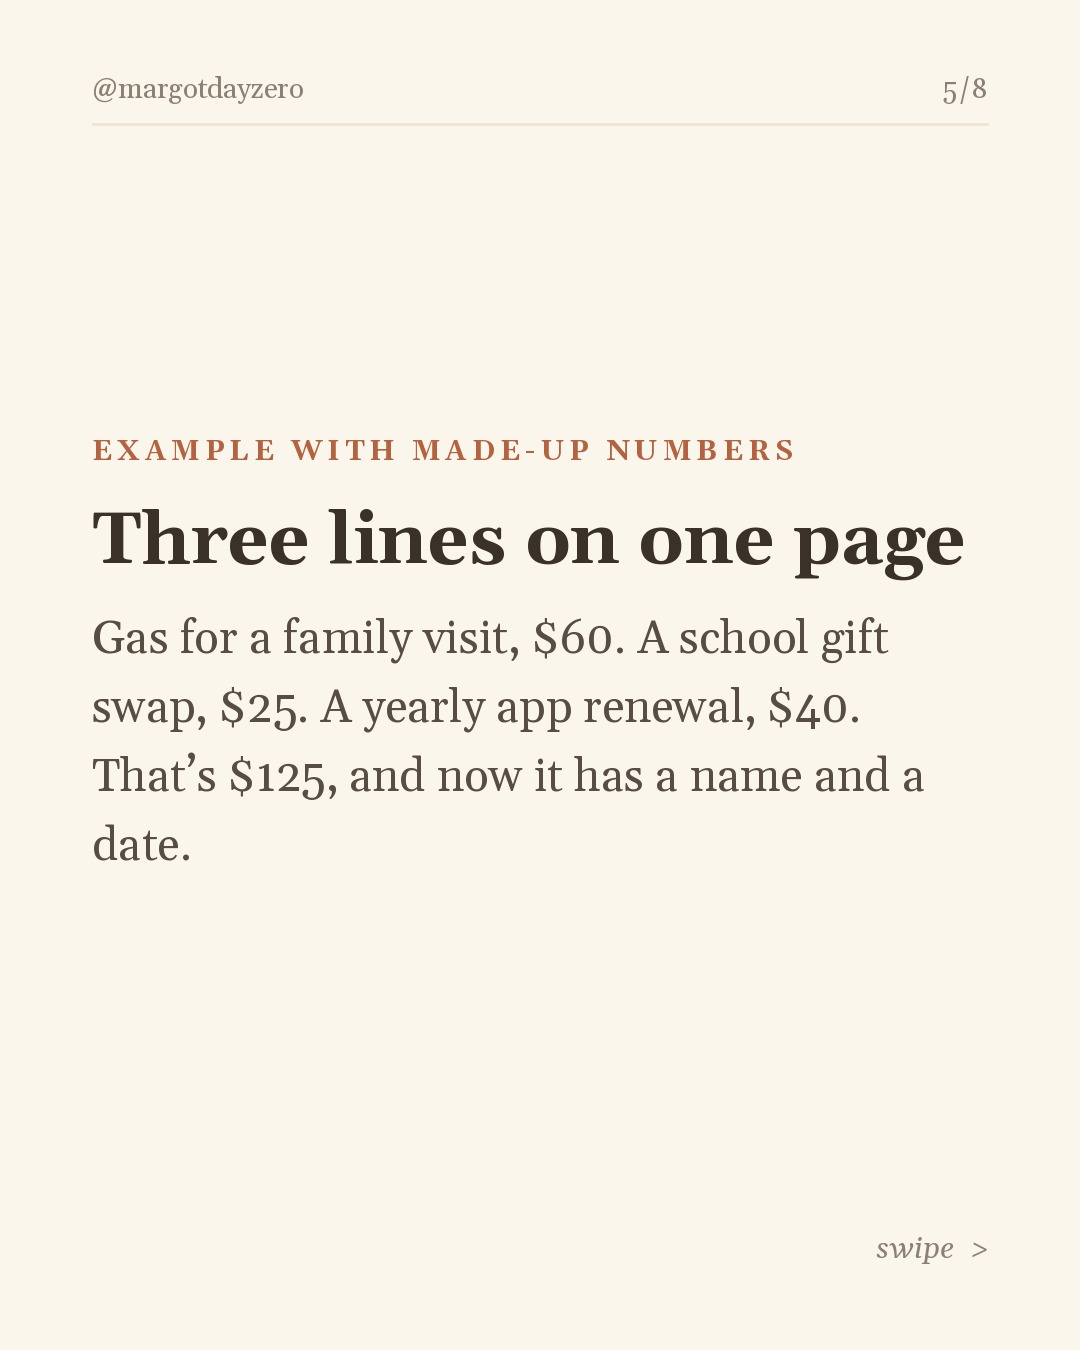 @margotdayzero
5/8
EXAMPLE WITH MADE-UP NUMBERS
Three lines on one page
Gas for a family visit, $60. A school gift
swap, $25. A yearly app renewal, $40.
That’s $125, and now it has a name and a
date.
swipe >